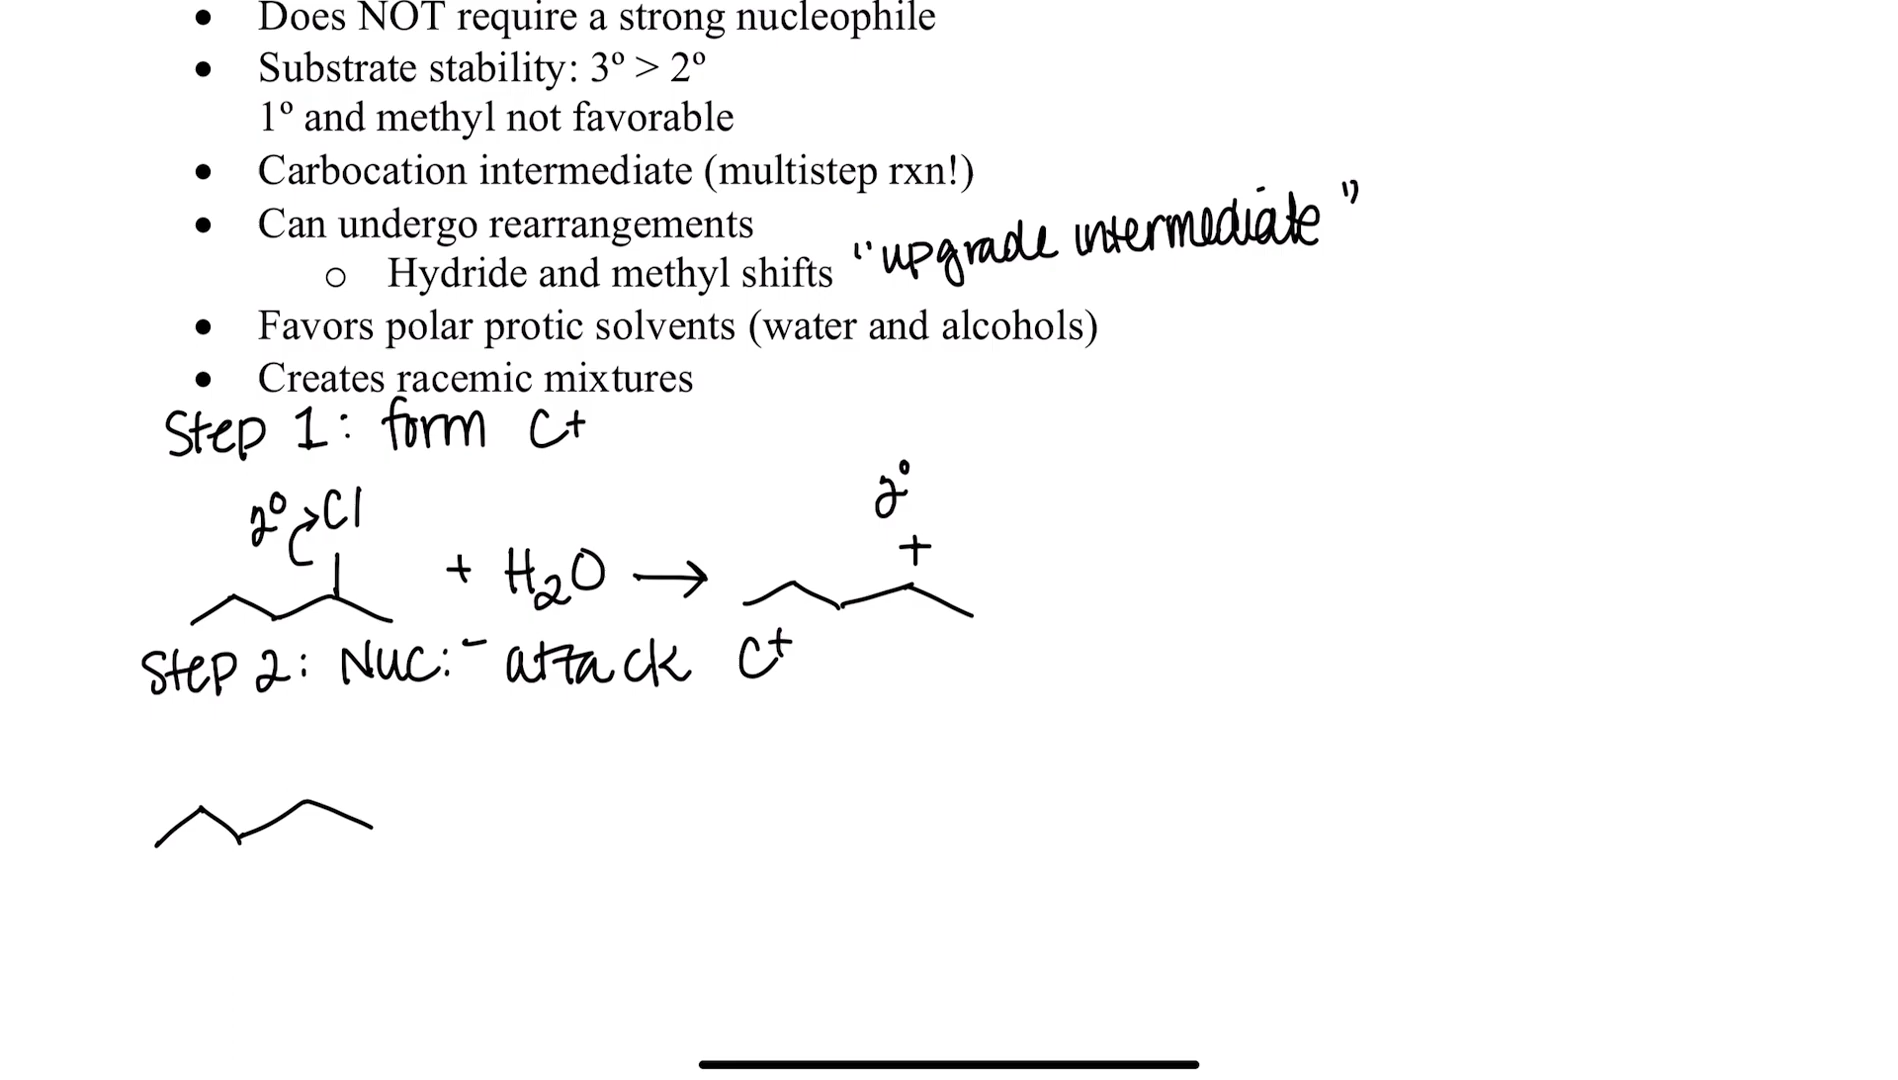 • Does NOT require a strong nucleophile
• Substrate stability: 3º > 2º
1º and methyl not favorable
• Carbocation intermediate (multistep rxn!)
• Can undergo rearrangements
o Hydride and methyl shifts "upgrade intermediate"
• Favors polar protic solvents (water and alcohols)
• Creates racemic mixtures
Step 1: form C+
2º Cl + H₂O → 2º +
Step 2: Nuc:⁻ attack C⁺